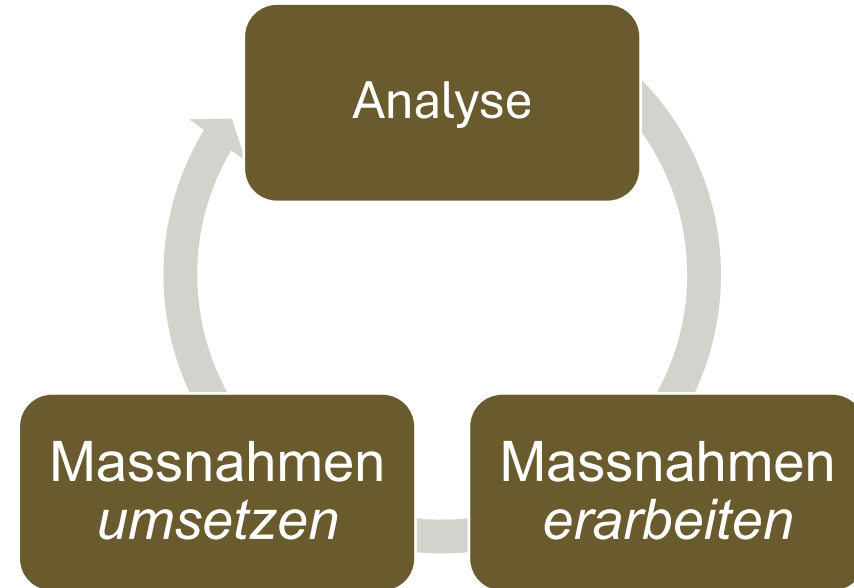 Analyse
Massnahmen
umsetzen
Massnahmen
erarbeiten